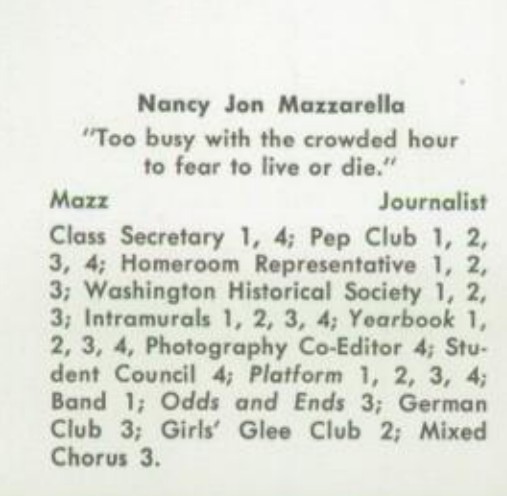 Nancy Jon Mazzarella
"Too busy with the crowded hour
to fear to live or die."
Mazz Journalist
Class Secretary 1, 4; Pep Club 1, 2,
3, 4; Homeroom Representative 1, 2,
3; Washington Historical Society 1, 2,
3; Intramurals 1, 2, 3, 4; Yearbook 1,
2, 3, 4, Photography Co-Editor 4; Stu-
dent Council 4; Platform 1, 2, 3, 4;
Band 1; Odds and Ends 3; German
Club 3; Girls' Glee Club 2; Mixed
Chorus 3.